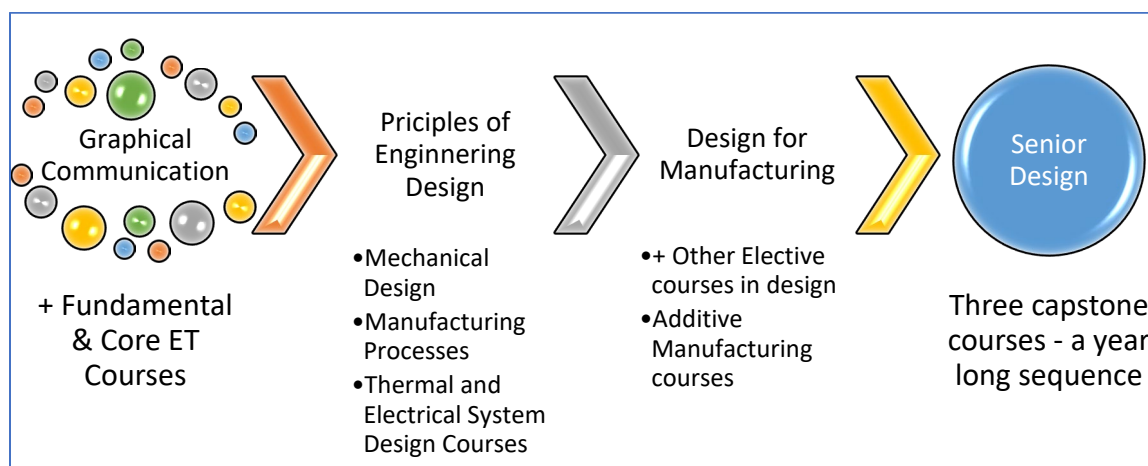 Graphical
Communication
+ Fundamental
& Core ET
Courses
Priciples of
Enginnering
Design
•Mechanical
Design
•Manufacturing
Processes
•Thermal and
Electrical System
Design Courses
Design for
Manufacturing
•+ Other Elective
courses in design
•Additive
Manufacturing
courses
Senior
Design
Three capstone
courses - a year
long sequence